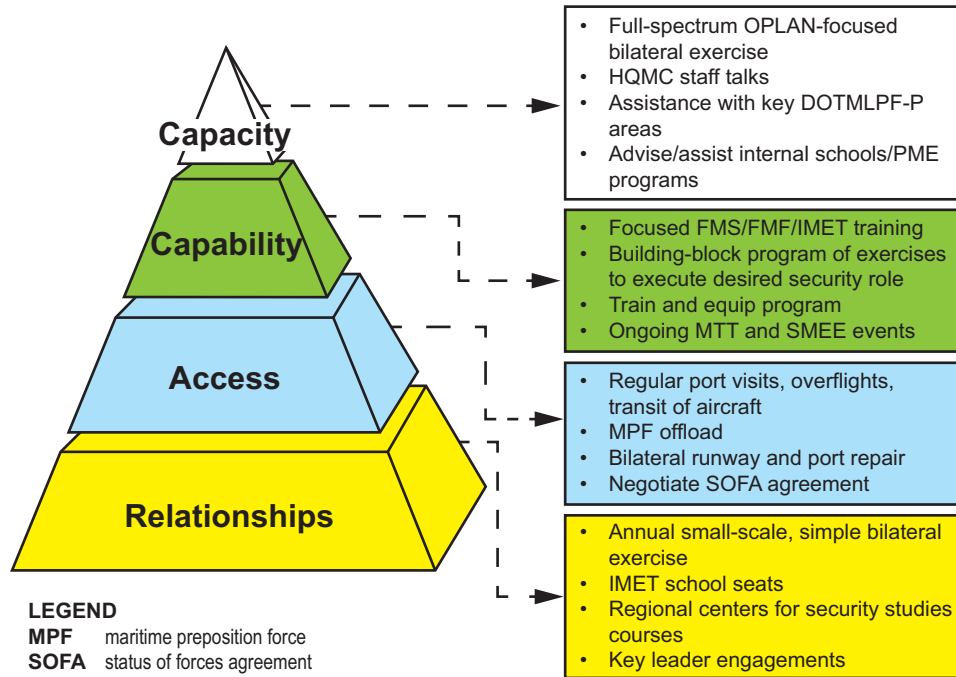 Capacity
• Full-spectrum OPLAN-focused
bilateral exercise
• HQMC staff talks
• Assistance with key DOTMLPF-P
areas
• Advise/assist internal schools/PME
programs
Capability
• Focused FMS/FMF/IMET training
• Building-block program of exercises
to execute desired security role
• Train and equip program
• Ongoing MTT and SMEE events
Access
• Regular port visits, overflights,
transit of aircraft
• MPF offload
• Bilateral runway and port repair
• Negotiate SOFA agreement
Relationships
• Annual small-scale, simple bilateral
exercise
• IMET school seats
• Regional centers for security studies
courses
• Key leader engagements
LEGEND
MPF maritime preposition force
SOFA status of forces agreement